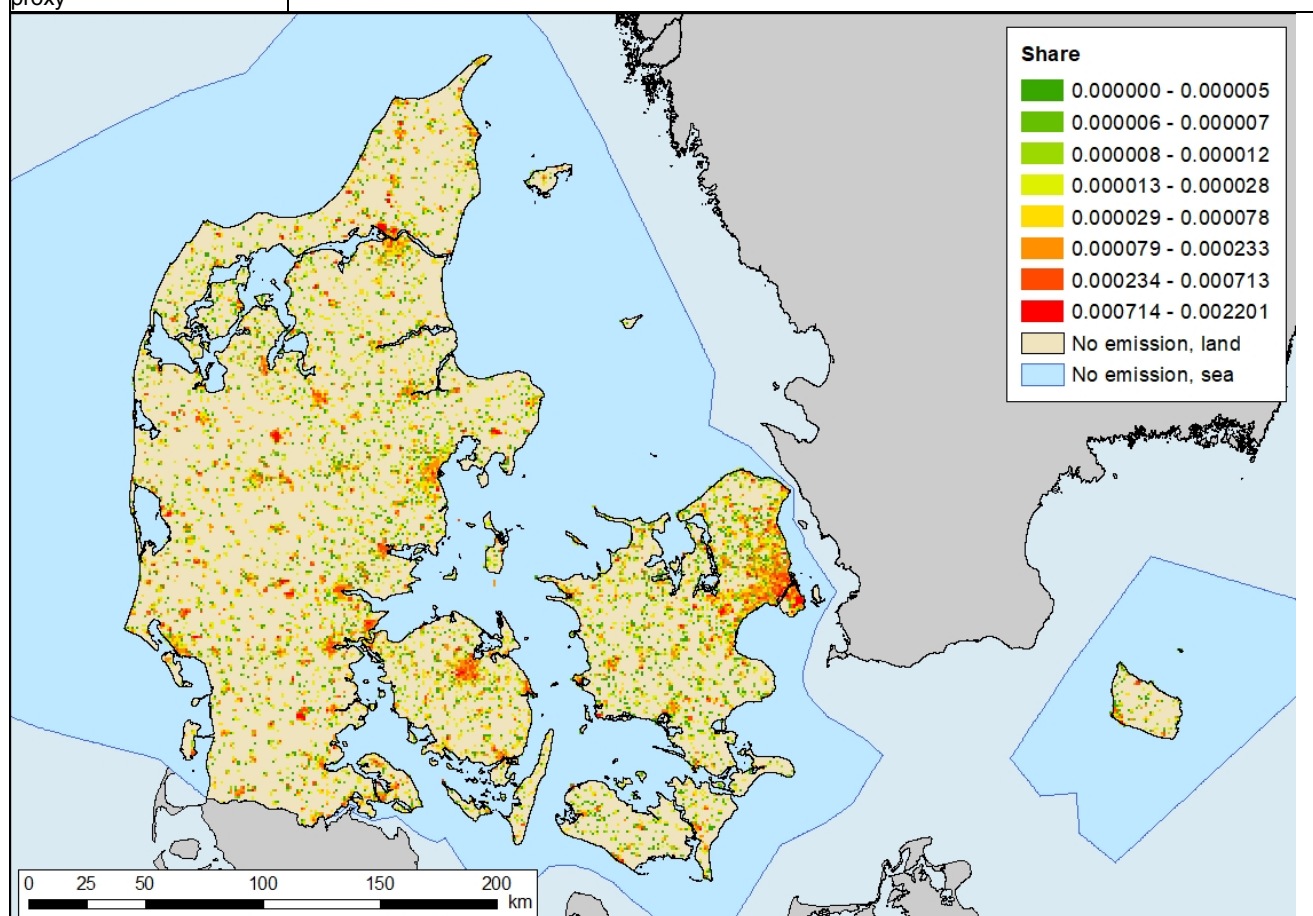 proxy
Share
0.000000 - 0.000005
0.000006 - 0.000007
0.000008 - 0.000012
0.000013 - 0.000028
0.000029 - 0.000078
0.000079 - 0.000233
0.000234 - 0.000713
0.000714 - 0.002201
No emission, land
No emission, sea
0 25 50 100 150 200
km